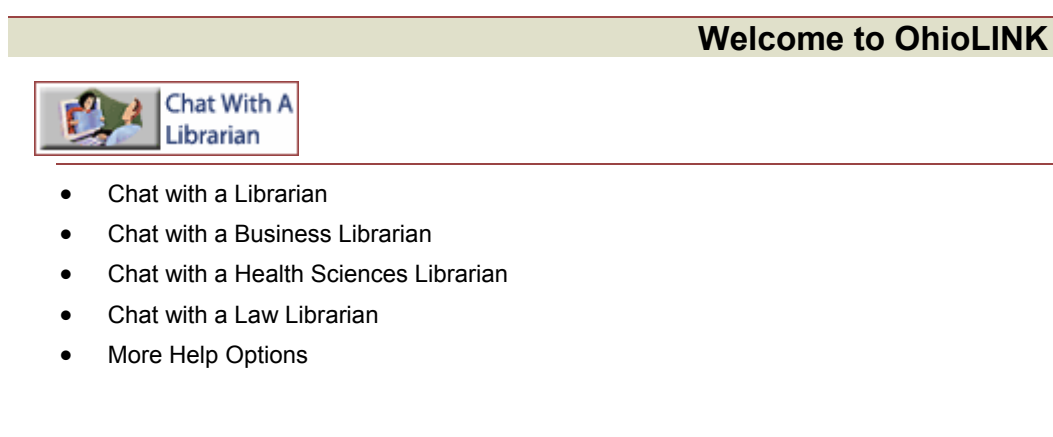 Welcome to OhioLINK
Chat With A
Librarian
• Chat with a Librarian
• Chat with a Business Librarian
• Chat with a Health Sciences Librarian
• Chat with a Law Librarian
• More Help Options